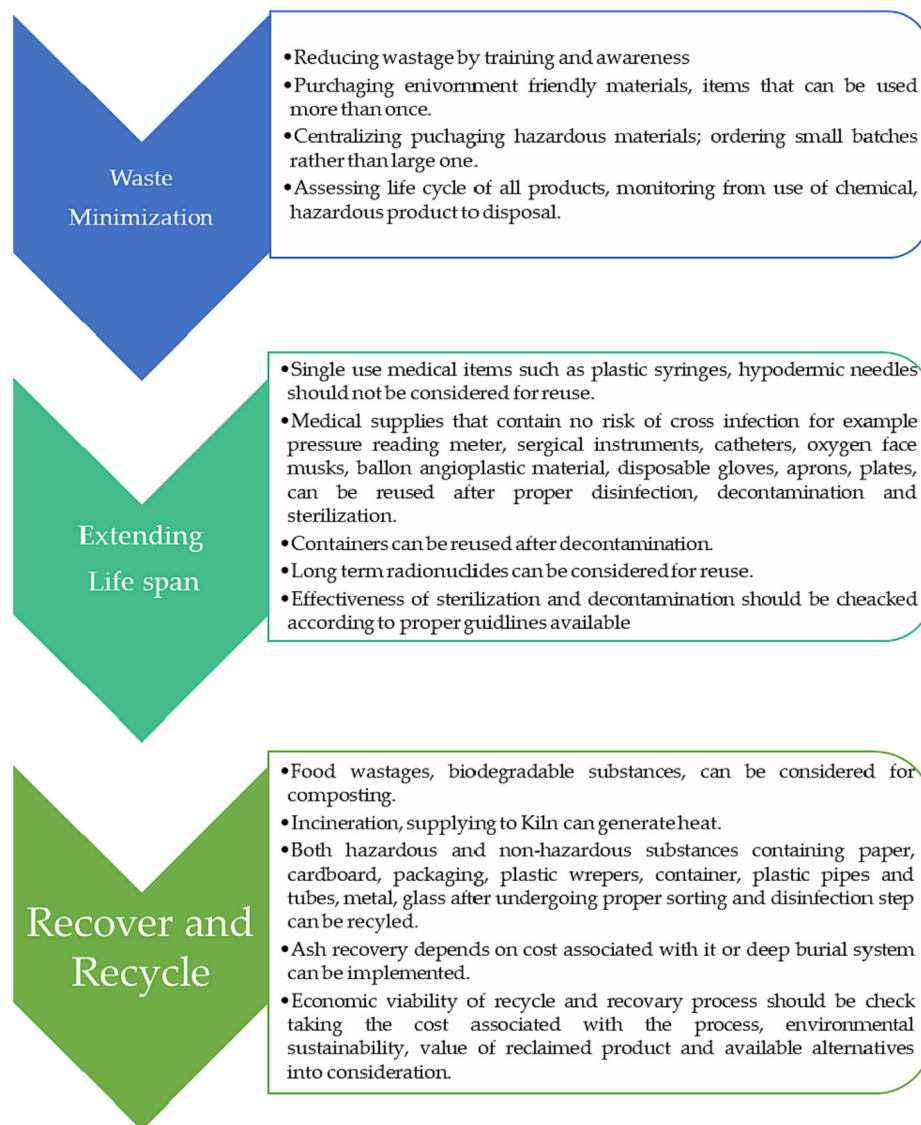 Waste
Minimization
•Reducing wastage by training and awareness
•Purchaging enivornment friendly materials, items that can be used
more than once.
•Centralizing puchaging hazardous materials; ordering small batches
rather than large one.
•Assessing life cycle of all products, monitoring from use of chemical,
hazardous product to disposal.
Extending
Life span
•Single use medical items such as plastic syringes, hypodermic needles
should not be considered for reuse.
•Medical supplies that contain no risk of cross infection for example
pressure reading meter, sergical instruments, catheters, oxygen face
musks, ballon angioplastic material, disposable gloves, aprons, plates,
can be reused after proper disinfection, decontamination and
sterilization.
•Containers can be reused after decontamination.
•Long term radionuclides can be considered for reuse.
•Effectiveness of sterilization and decontamination should be cheacked
according to proper guidlines available
Recover and
Recycle
•Food wastages, biodegradable substances, can be considered for
composting.
•Incineration, supplying to Kiln can generate heat.
•Both hazardous and non-hazardous substances containing paper,
cardboard, packaging, plastic wrepers, container, plastic pipes and
tubes, metal, glass after undergoing proper sorting and disinfection step
can be recyled.
•Ash recovery depends on cost associated with it or deep burial system
can be implemented.
•Economic viability of recycle and recovary process should be check
taking the cost associated with the process, environmental
sustainability, value of reclaimed product and available alternatives
into consideration.